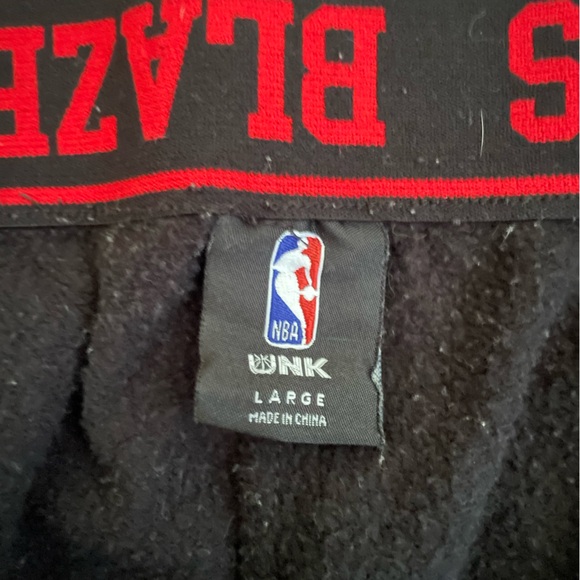 S BLAZE
NBA
UNK
LARGE
MADE IN CHINA